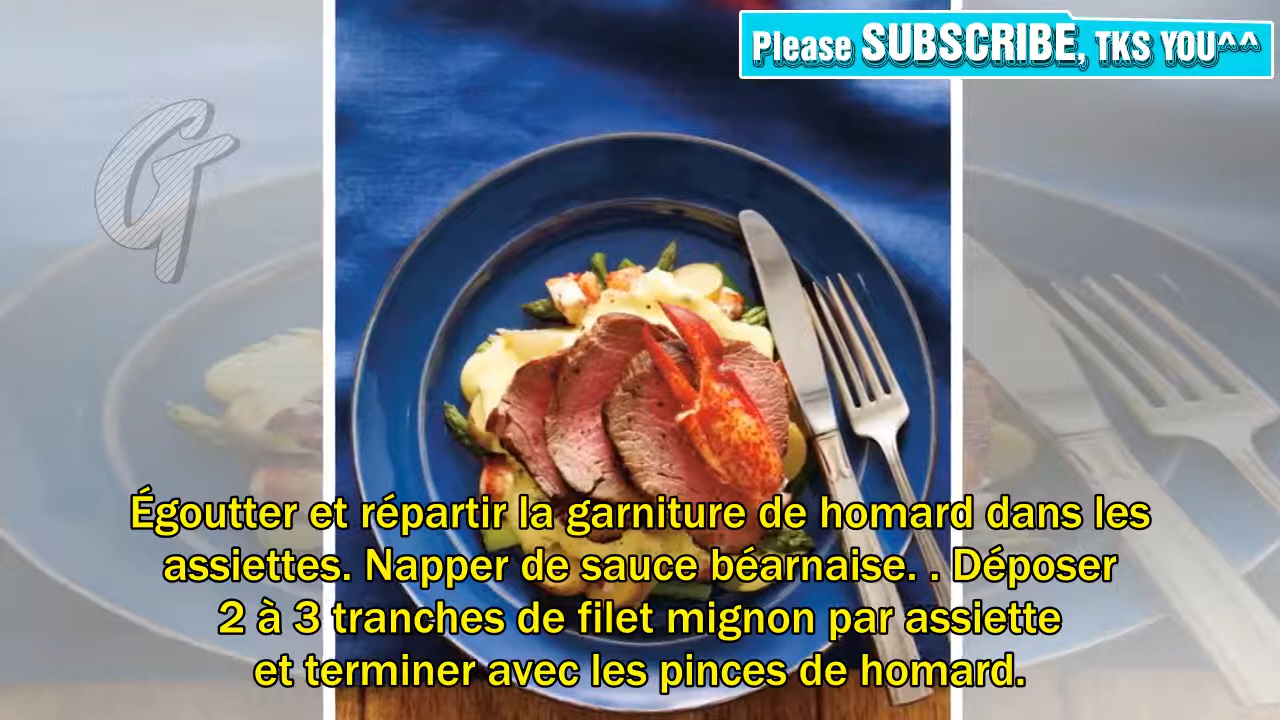 Please SUBSCRIBE, TKS YOU^^
G
Égoutter et répartir la garniture de homard dans les
assiettes. Napper de sauce béarnaise. . Déposer
2 à 3 tranches de filet mignon par assiette
et terminer avec les pinces de homard.